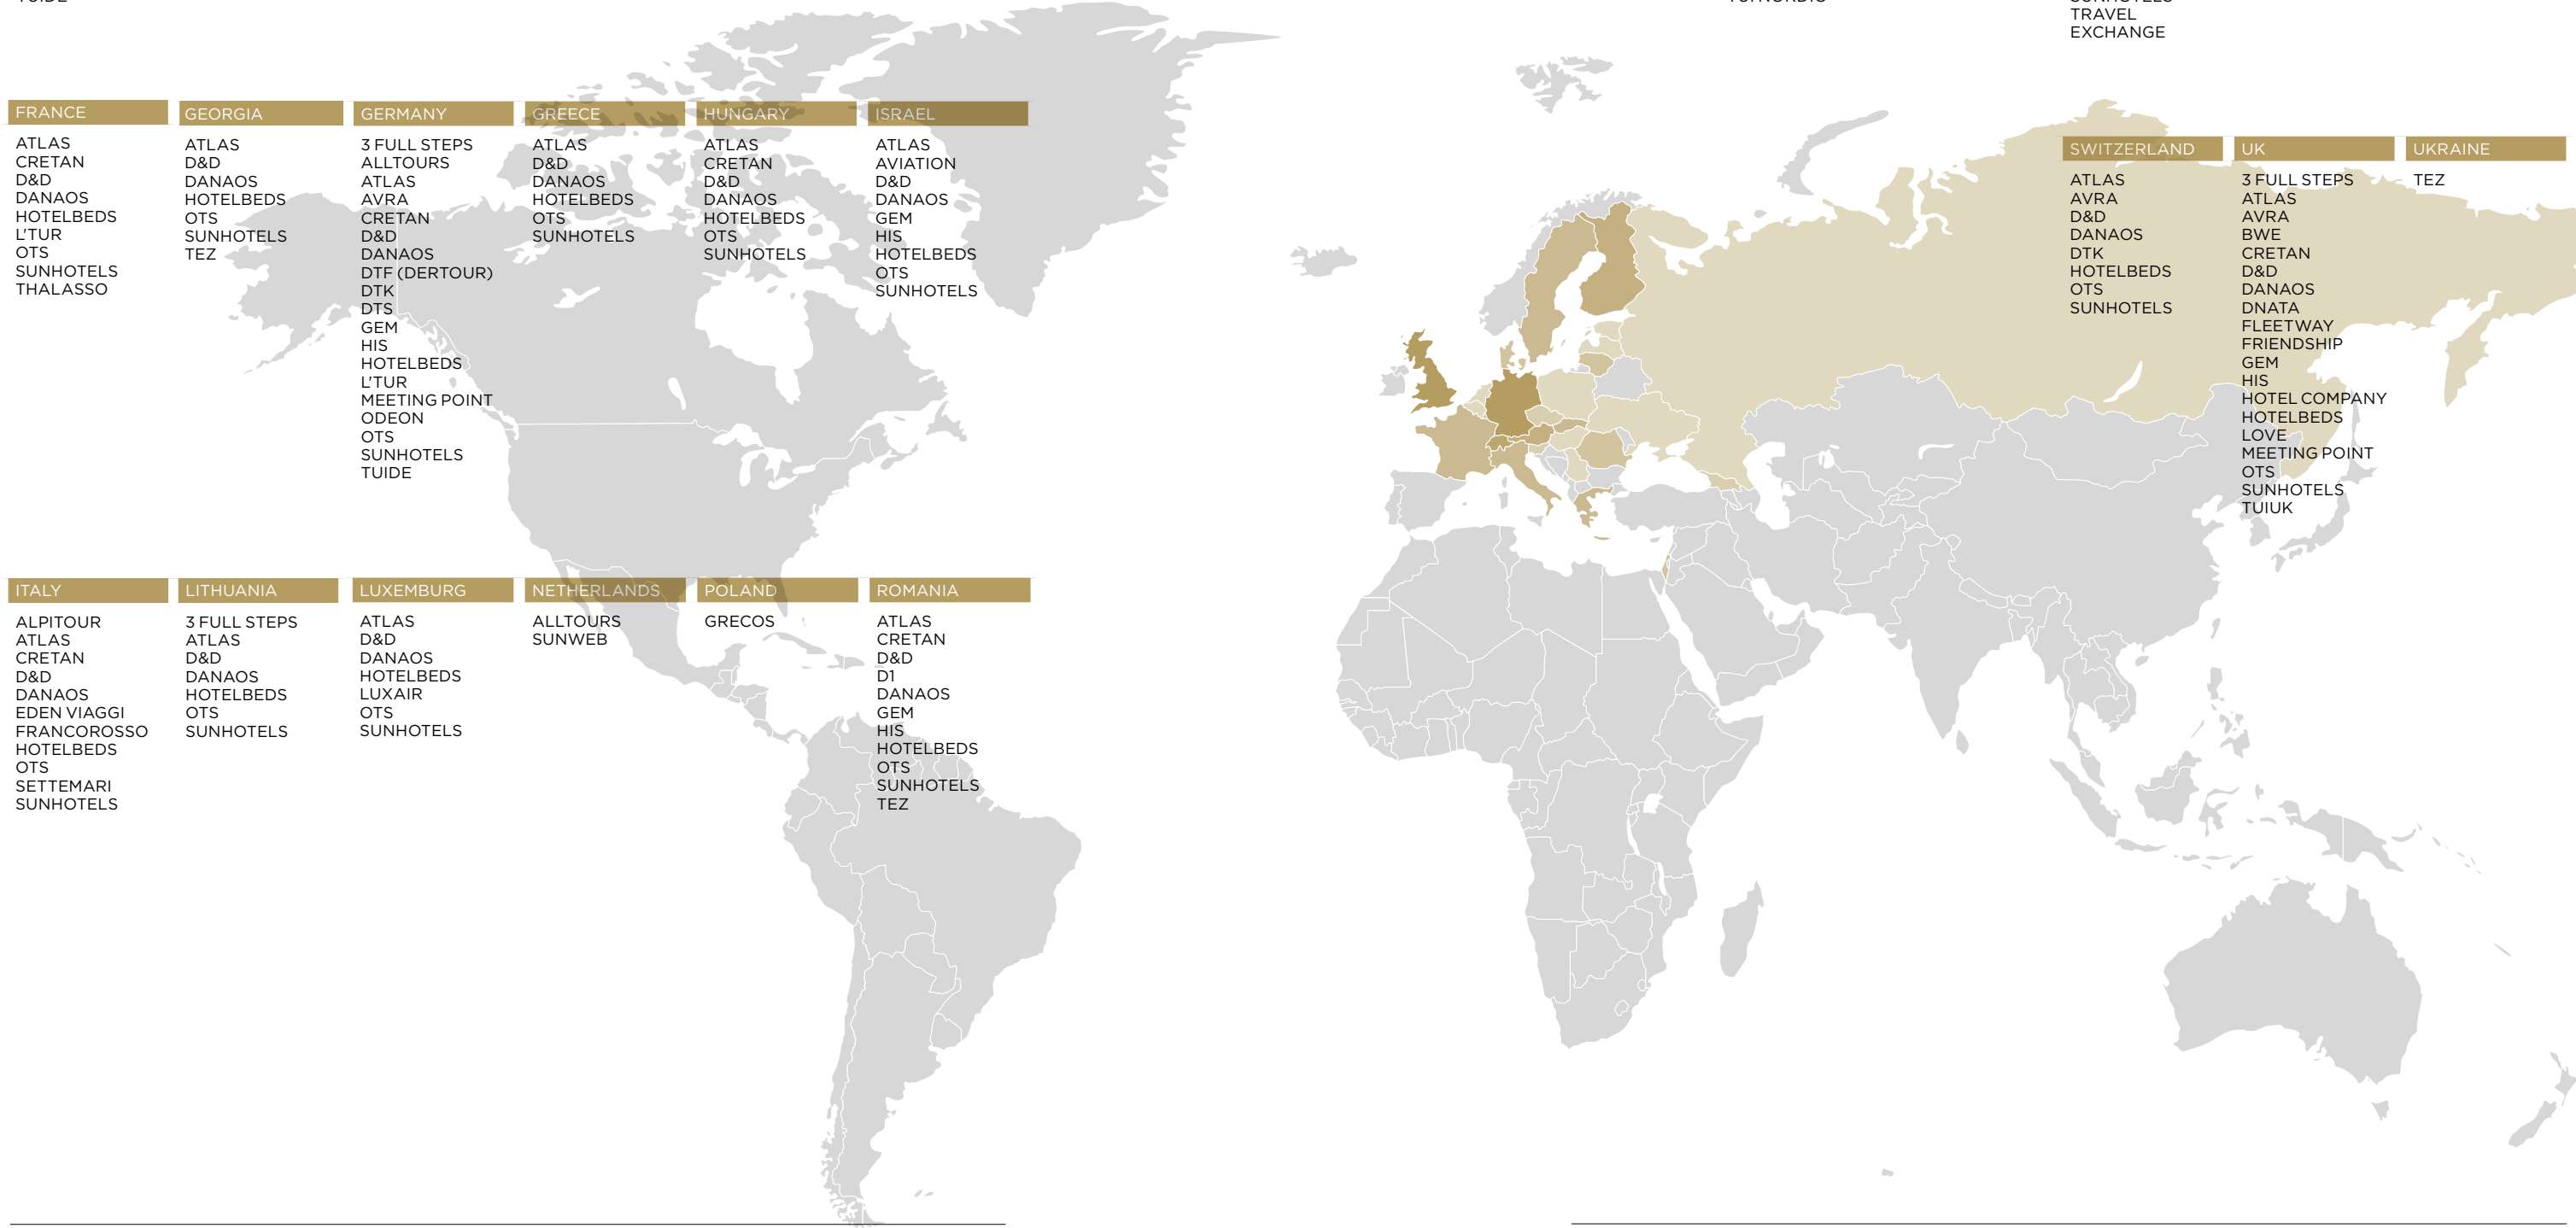 TRAVEL
EXCHANGE
FRANCE
ATLAS
CRETAN
D&D
DANAOS
HOTELBEDS
L'TUR
OTS
SUNHOTELS
THALASSO
GEORGIA
ATLAS
D&D
DANAOS
HOTELBEDS
OTS
SUNHOTELS
TEZ
GERMANY
3 FULL STEPS
ALLTOURS
ATLAS
AVRA
CRETAN
D&D
DANAOS
DTF (DERTOUR)
DTK
DTS
GEM
HIS
HOTELBEDS
L'TUR
MEETING POINT
ODEON
OTS
SUNHOTELS
TUIDE
GREECE
ATLAS
D&D
DANAOS
HOTELBEDS
OTS
SUNHOTELS
HUNGARY
ATLAS
CRETAN
D&D
DANAOS
HOTELBEDS
OTS
SUNHOTELS
ISRAEL
ATLAS
AVIATION
D&D
DANAOS
GEM
HIS
HOTELBEDS
OTS
SUNHOTELS
SWITZERLAND
ATLAS
AVRA
D&D
DANAOS
DTK
HOTELBEDS
OTS
SUNHOTELS
UK
3 FULL STEPS
ATLAS
AVRA
BWE
CRETAN
D&D
DANAOS
DNATA
FLEETWAY
FRIENDSHIP
GEM
HIS
HOTEL COMPANY
HOTELBEDS
LOVE
MEETING POINT
OTS
SUNHOTELS
TUIUK
UKRAINE
TEZ
ITALY
ALPITOUR
ATLAS
CRETAN
D&D
DANAOS
EDEN VIAGGI
FRANCOROSSO
HOTELBEDS
OTS
SETTEMARI
SUNHOTELS
LITHUANIA
3 FULL STEPS
ATLAS
D&D
DANAOS
HOTELBEDS
OTS
SUNHOTELS
LUXEMBURG
ATLAS
D&D
DANAOS
HOTELBEDS
LUXAIR
OTS
SUNHOTELS
NETHERLANDS
ALLTOURS
SUNWEB
POLAND
GRECOS
ROMANIA
ATLAS
CRETAN
D&D
D1
DANAOS
GEM
HIS
HOTELBEDS
OTS
SUNHOTELS
TEZ